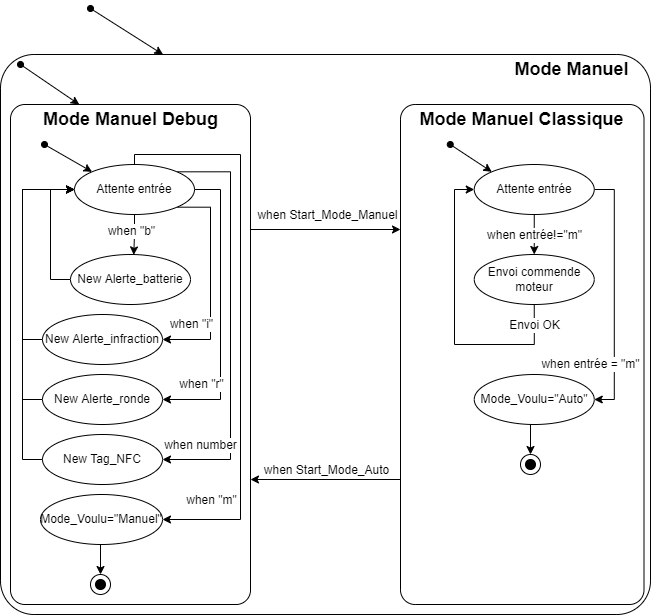 Mode Manuel
Mode Manuel Debug
Attente entrée
when "b"
New Alerte_batterie
when "i"
New Alerte_infraction
when "r"
New Alerte_ronde
when number
New Tag_NFC
when "m"
Mode_Voulu="Manuel"
when Start_Mode_Manuel
when Start_Mode_Auto
Mode Manuel Classique
Attente entrée
when entrée!="m"
Envoi commende
moteur
Envoi OK
when entrée = "m"
Mode_Voulu="Auto"